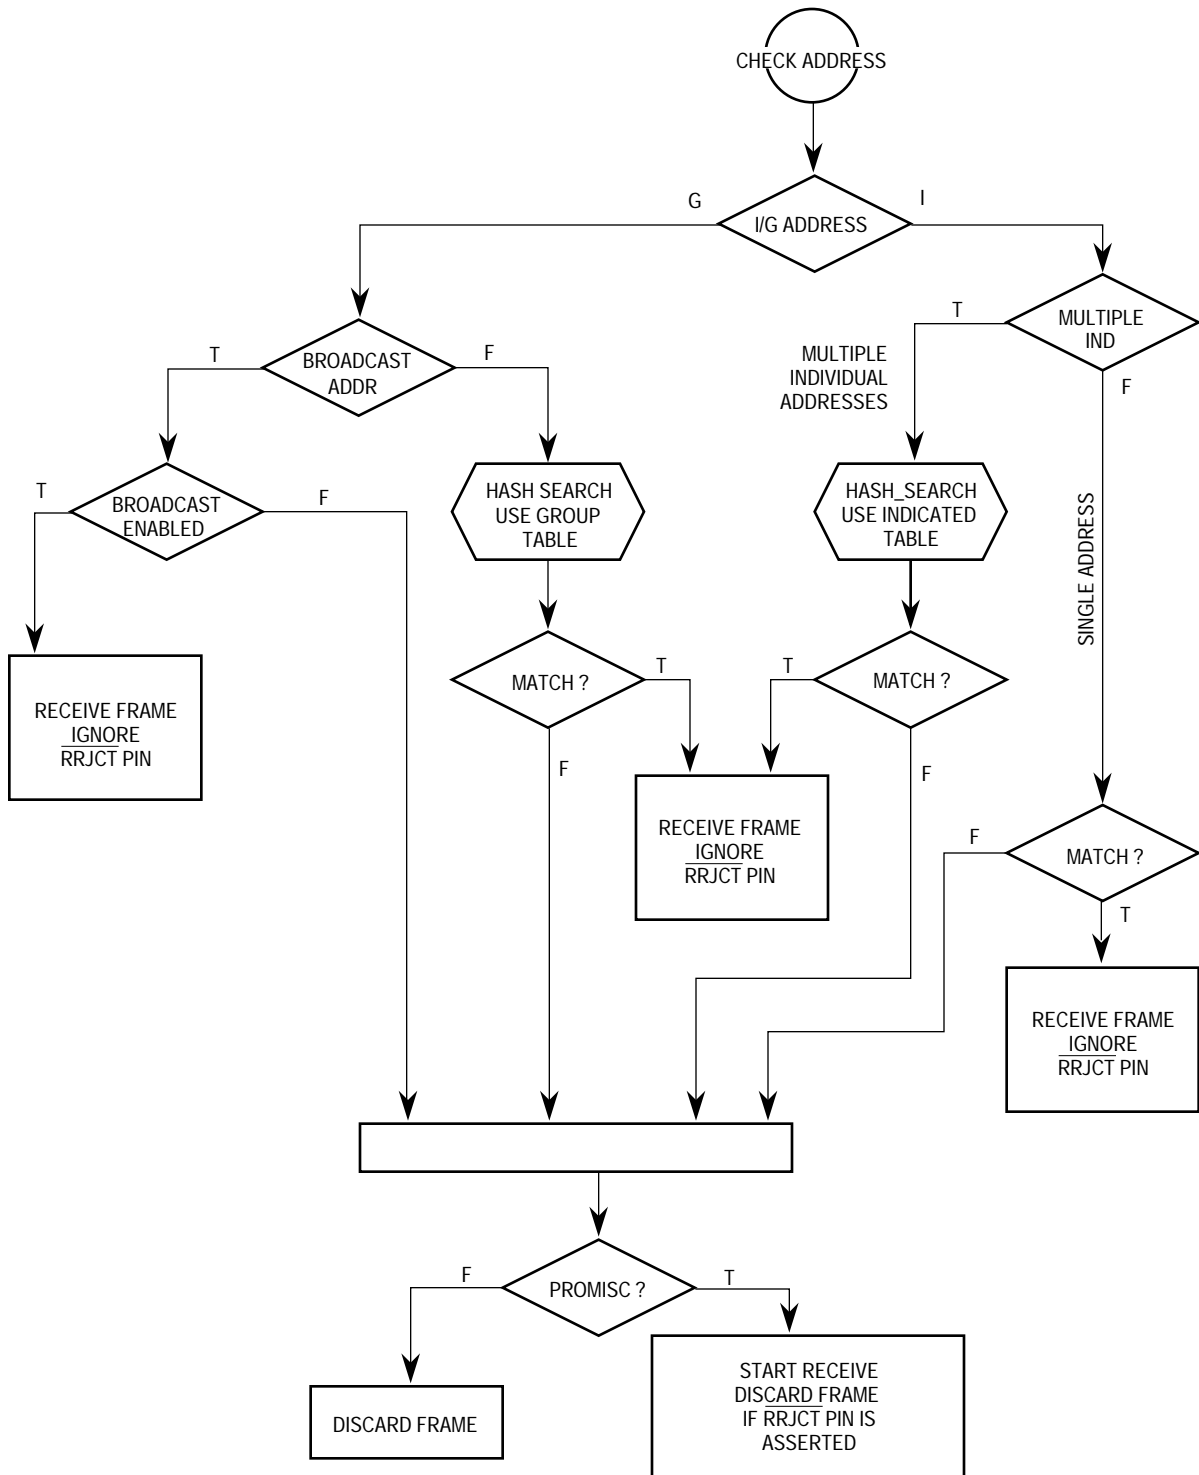 CHECK ADDRESS
G
I/G ADDRESS
I
T
BROADCAST
ADDR
F
T
MULTIPLE
IND
F
MULTIPLE
INDIVIDUAL
ADDRESSES
T
BROADCAST
ENABLED
F
HASH SEARCH
USE GROUP
TABLE
HASH_SEARCH
USE INDICATED
TABLE
SINGLE ADDRESS
RECEIVE FRAME
IGNORE
RRJCT PIN
MATCH ?
T
F
T
MATCH ?
F
RECEIVE FRAME
IGNORE
RRJCT PIN
F
MATCH ?
T
RECEIVE FRAME
IGNORE
RRJCT PIN
F
PROMISC ?
T
DISCARD FRAME
START RECEIVE
DISCARD FRAME
IF RRJCT PIN IS
ASSERTED